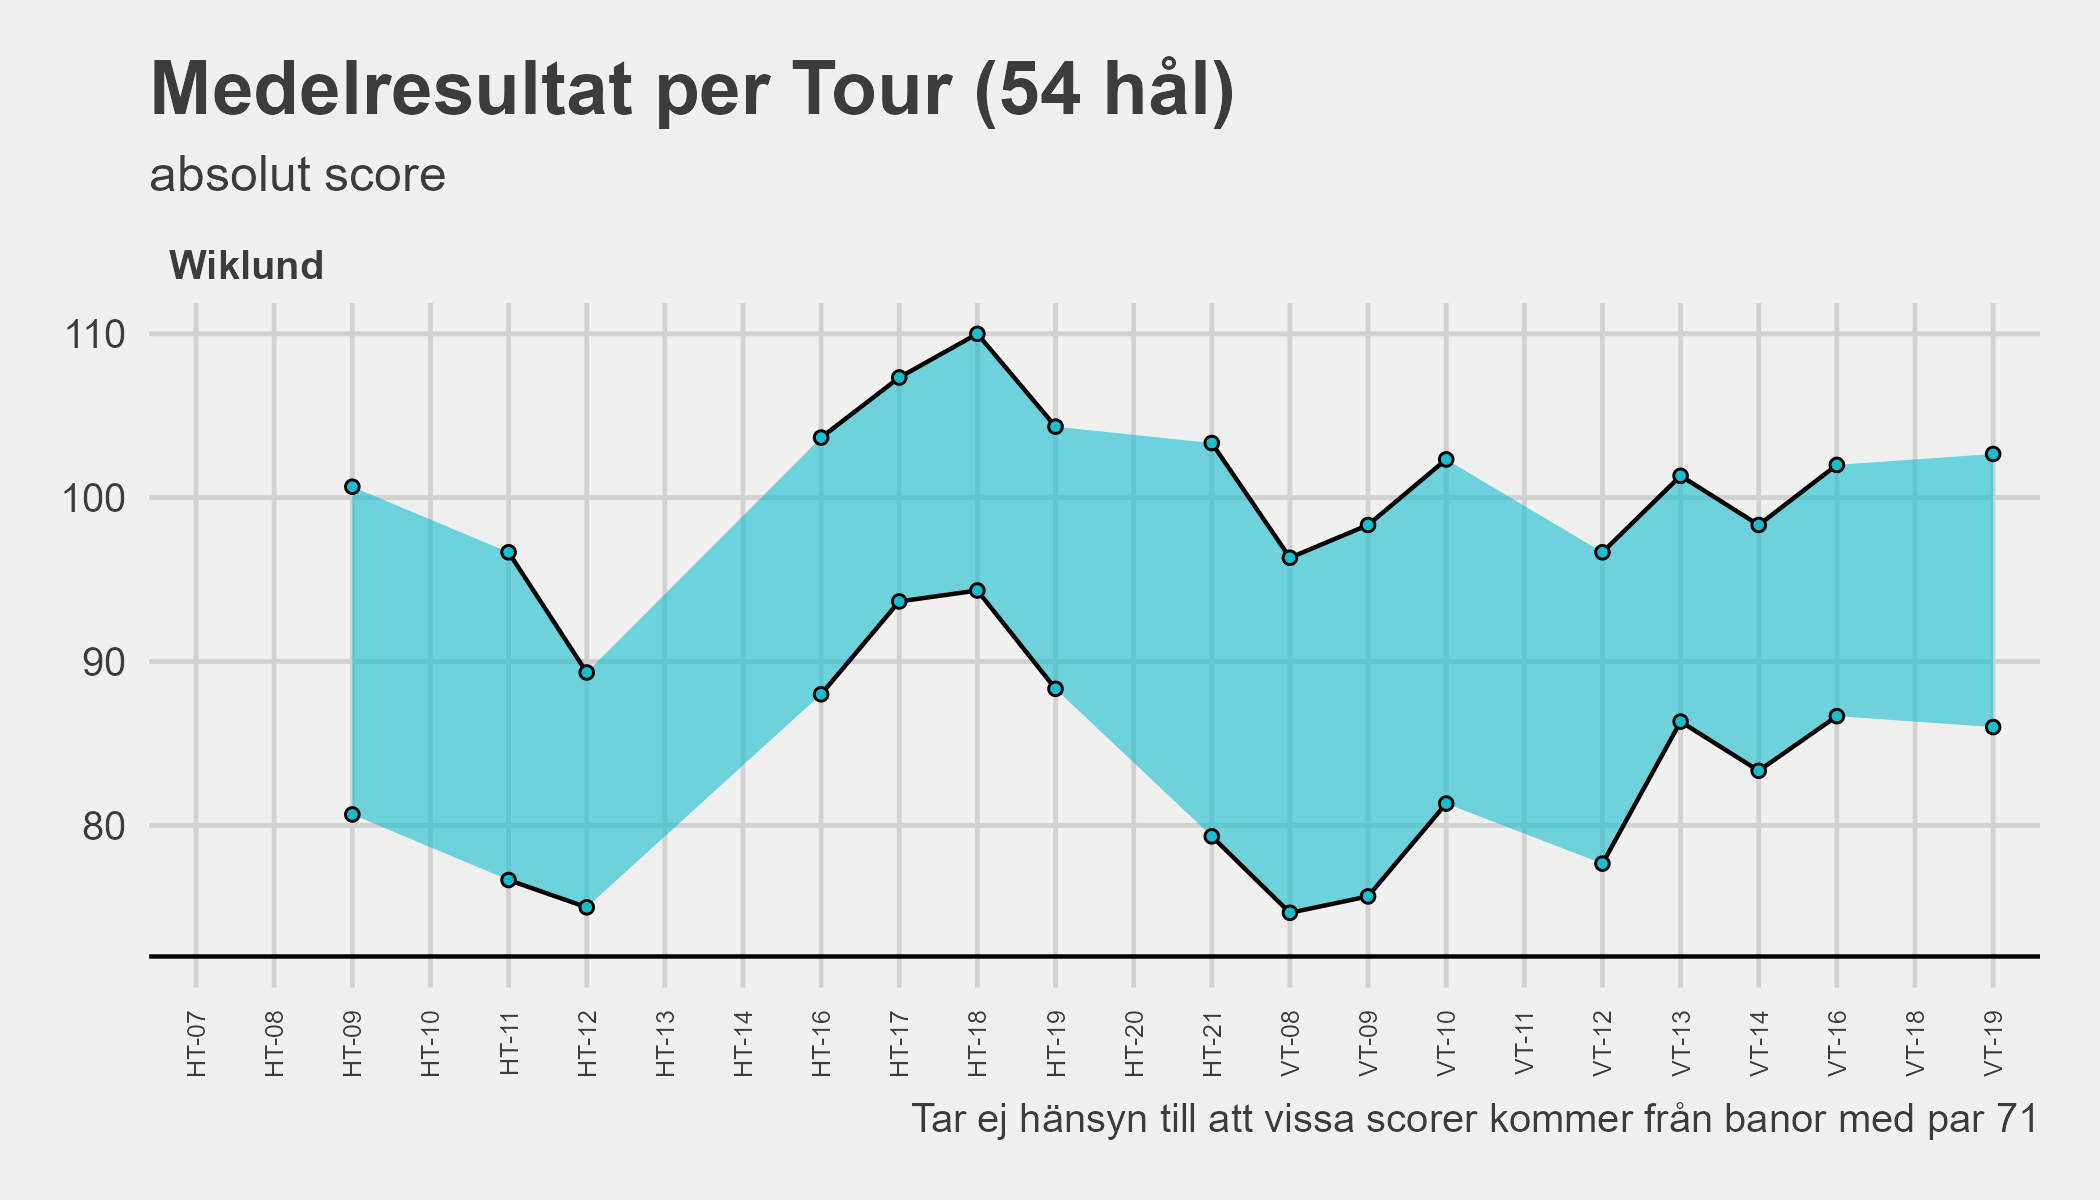 Medelresultat per Tour (54 hål)
absolut score
Wiklund
110
100
90
80
HT-07
HT-08
HT-09
HT-10
HT-11
HT-12
HT-13
HT-14
HT-16
HT-17
HT-18
HT-19
HT-20
HT-21
VT-08
VT-09
VT-10
VT-11
VT-12
VT-13
VT-14
VT-16
VT-18
VT-19
Tar ej hänsyn till att vissa scorer kommer från banor med par 71